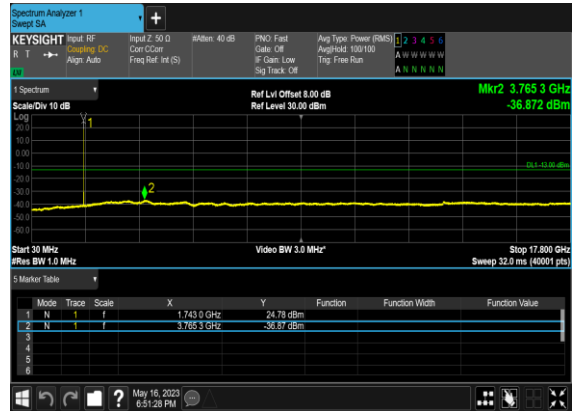 Spectrum Analyzer 1
Swept SA
+
KEYSIGHT
R T
Input: RF
Coupling: DC
Align: Auto
Input Z: 50 Ω
Corr CCorr
Freq Ref: Int (S)
#Atten: 40 dB
PNO: Fast
Gate: Off
IF Gain: Low
Sig Track: Off
Avg Type: Power (RMS)
Avg|Hold: 100/100
Trig: Free Run
1 2 3 4 5 6
A W W W W W
A N N N N N
1 Spectrum
Scale/Div 10 dB
Ref Lvl Offset 8.00 dB
Ref Level 30.00 dBm
Mkr2 3.765 3 GHz
-36.872 dBm
Log
20.0
10.0
0.00
-10.0
-20.0
-30.0
-40.0
-50.0
-60.0
1
2
DL1 -13.00 dBm
Start 30 MHz
#Res BW 1.0 MHz
Video BW 3.0 MHz*
Stop 17.800 GHz
Sweep 32.0 ms (40001 pts)
5 Marker Table
Mode Trace Scale X Y Function Function Width Function Value
1 N 1 f 1.743 0 GHz 24.78 dBm
2 N 1 f 3.765 3 GHz -36.87 dBm
3
4
5
6
?
May 16, 2023
6:51:28 PM